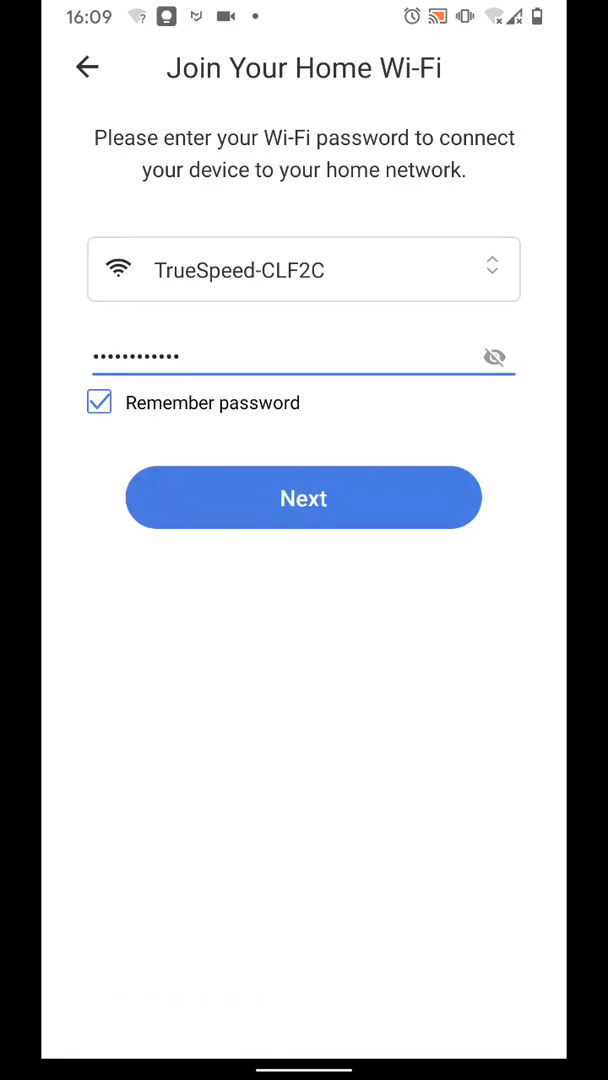 16:09
Join Your Home Wi-Fi
Please enter your Wi-Fi password to connect
your device to your home network.
TrueSpeed-CLF2C
••••••••••••
Remember password
Next